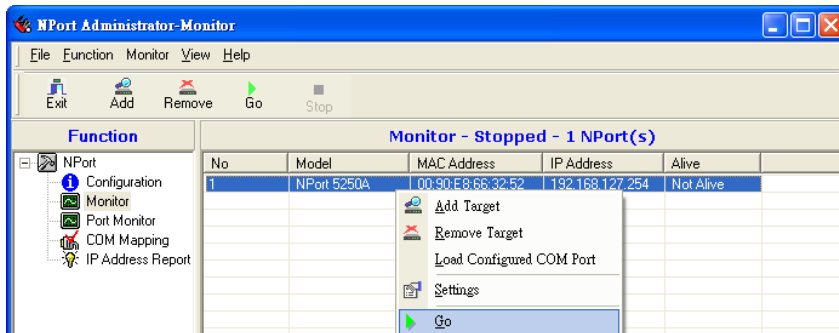 NPort Administrator-Monitor
File Function Monitor View Help
Exit Add Remove Go Stop
Function
Monitor - Stopped - 1 NPort(s)
NPort
Configuration
Monitor
Port Monitor
COM Mapping
IP Address Report
No Model MAC Address IP Address Alive
1 NPort 5250A 00:90:E8:66:32:52 192.168.127.254 Not Alive
Add Target
Remove Target
Load Configured COM Port
Settings
Go